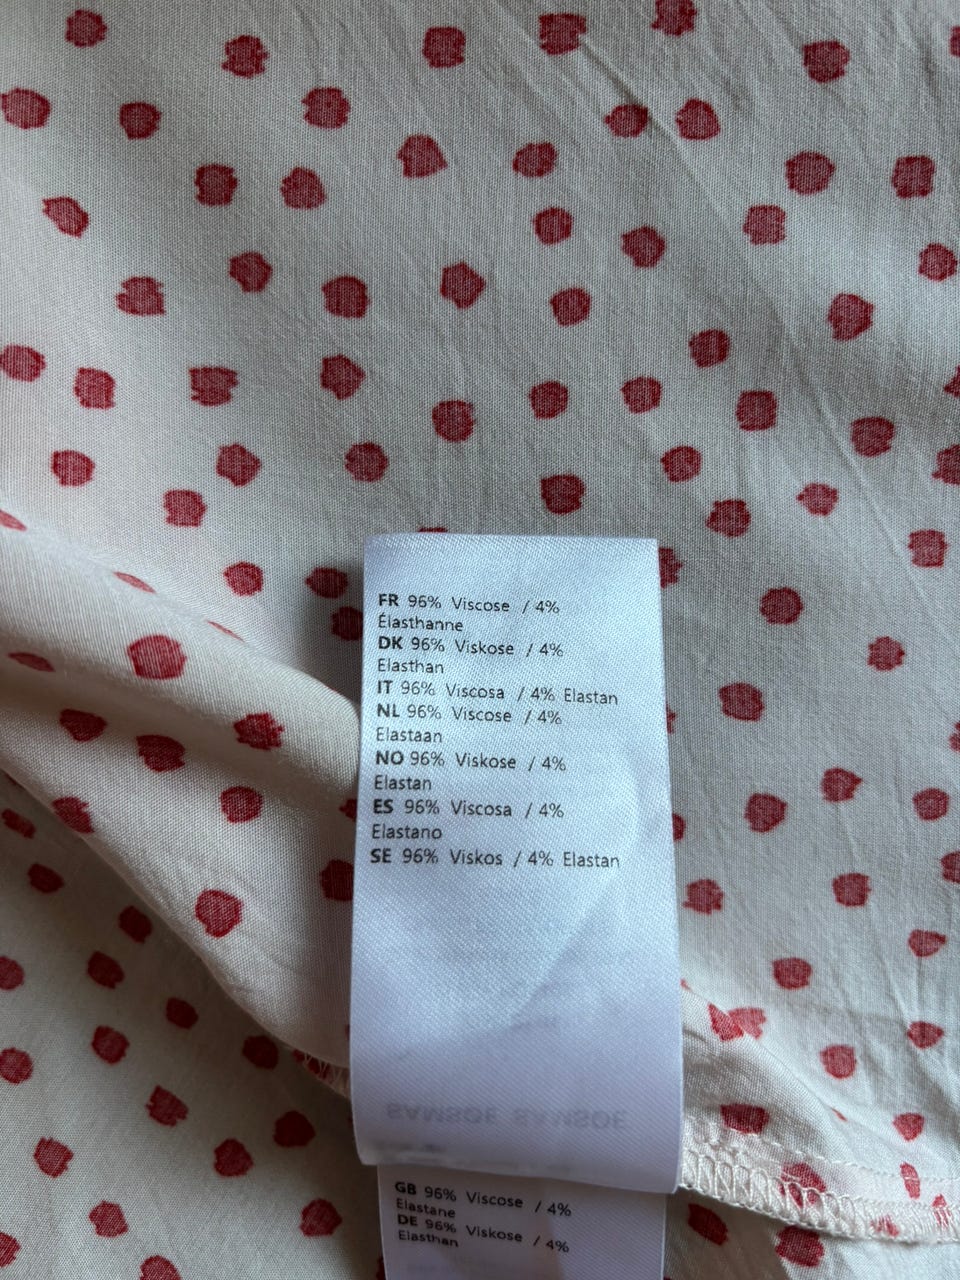 FR 96% Viscose / 4%
Élasthanne
DK 96% Viskose / 4%
Elasthan
IT 96% Viscosa / 4% Elastan
NL 96% Viscose / 4%
Elastaan
NO 96% Viskose / 4%
Elastan
ES 96% Viscosa / 4%
Elastano
SE 96% Viskos / 4% Elastan
SAMSOE SAMSOE
GB 96% Viscose / 4%
Elastane
DE 96% Viskose / 4%
Elasthan